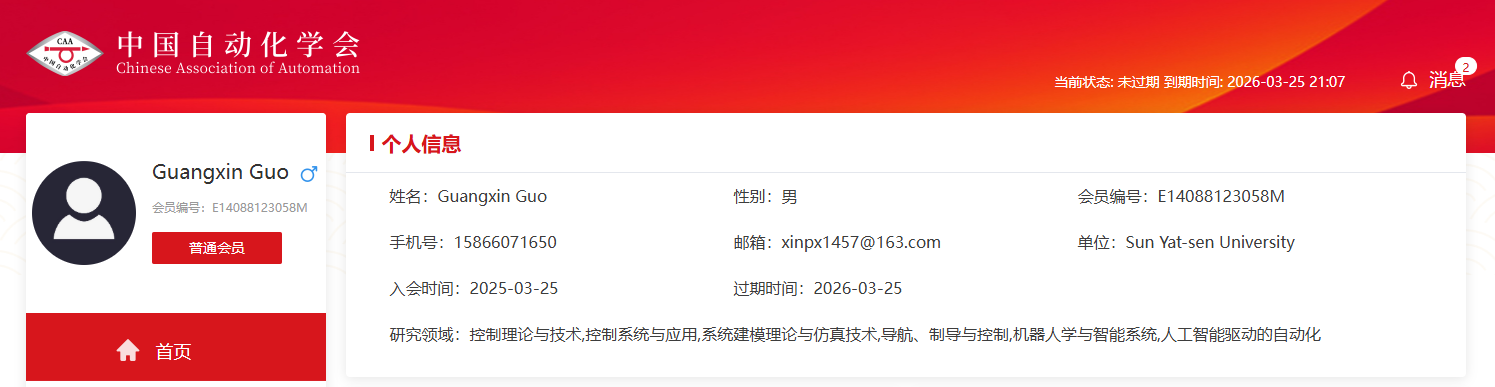 CAA
中国自动化学会
中国自动化学会
Chinese Association of Automation
当前状态: 未过期 到期时间: 2026-03-25 21:07
消息
2
Guangxin Guo
会员编号：E14088123058M
普通会员
首页
个人信息
姓名：Guangxin Guo
性别：男
会员编号：E14088123058M
手机号：15866071650
邮箱：xinpx1457@163.com
单位：Sun Yat-sen University
入会时间：2025-03-25
过期时间：2026-03-25
研究领域：控制理论与技术,控制系统与应用,系统建模理论与仿真技术,导航、制导与控制,机器人学与智能系统,人工智能驱动的自动化